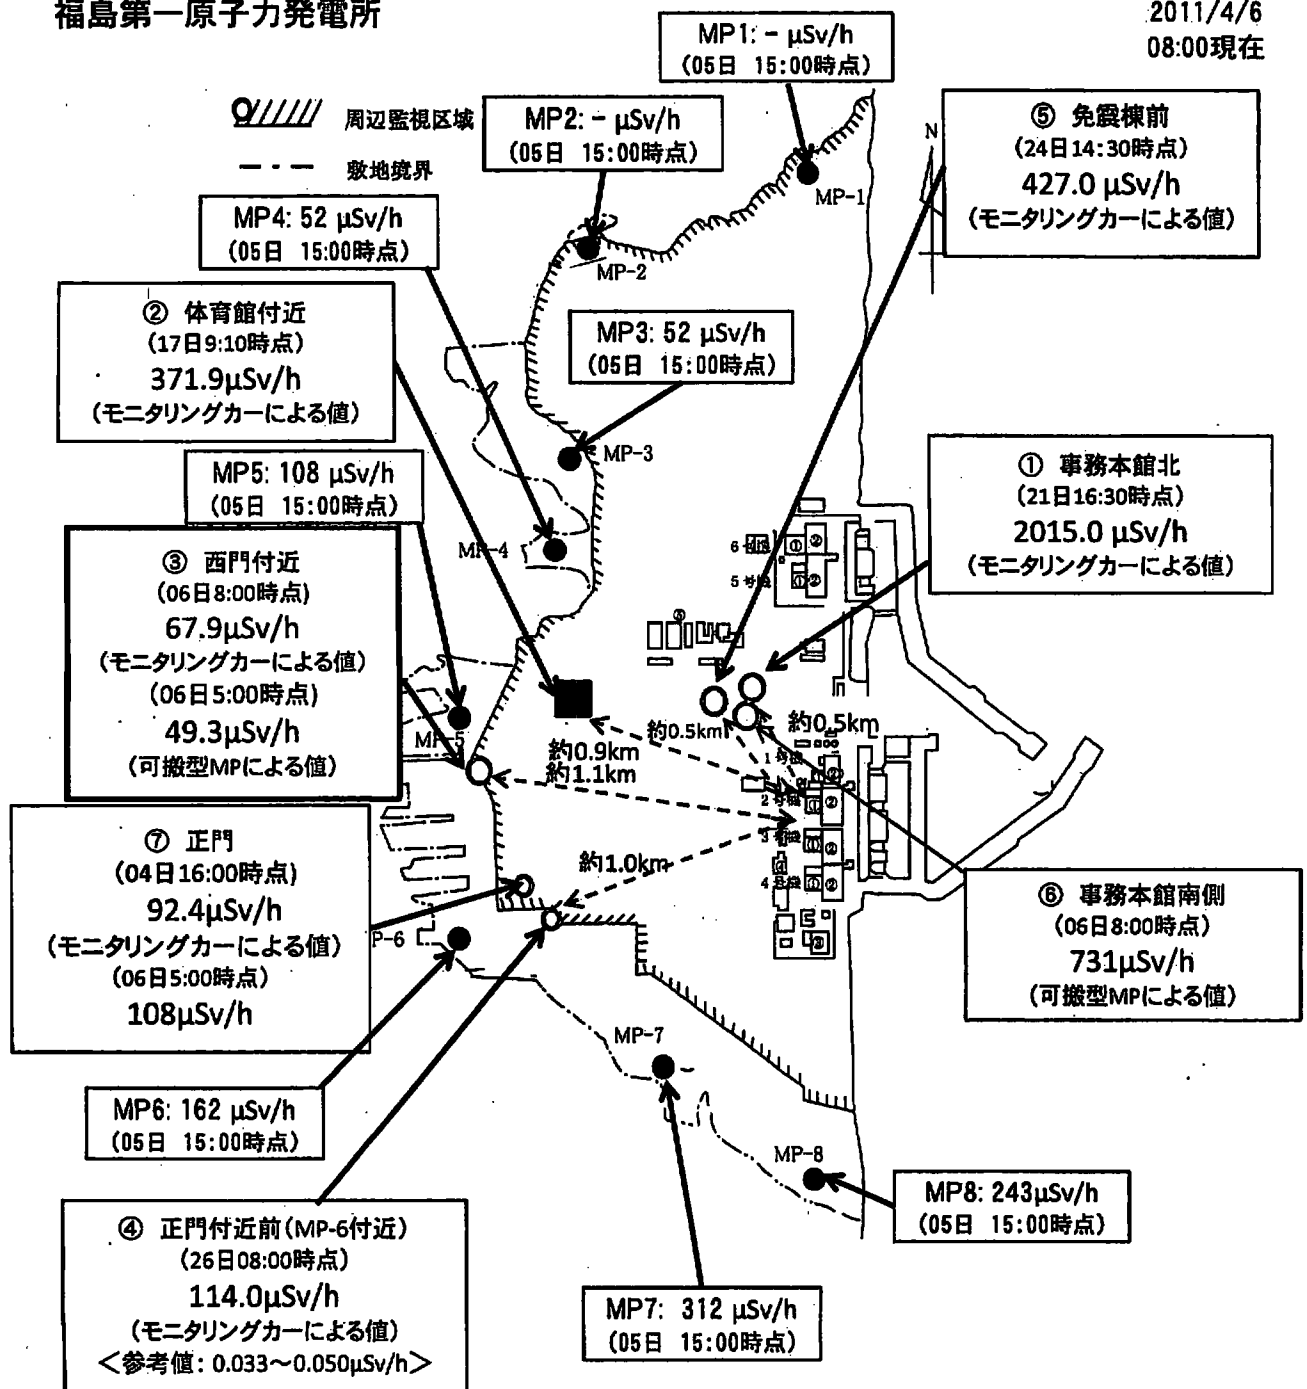 福島第一原子力発電所
2011/4/6
08:00現在
周辺監視区域
敷地境界
MP1: - μSv/h
(05日 15:00時点)
MP2: - μSv/h
(05日 15:00時点)
⑤ 免震棟前
(24日14:30時点)
427.0 μSv/h
(モニタリングカーによる値)
N
MP-1
MP-2
MP4: 52 μSv/h
(05日 15:00時点)
② 体育館付近
(17日9:10時点)
371.9μSv/h
(モニタリングカーによる値)
MP3: 52 μSv/h
(05日 15:00時点)
MP-3
① 事務本館北
(21日16:30時点)
2015.0 μSv/h
(モニタリングカーによる値)
MP5: 108 μSv/h
(05日 15:00時点)
MP-4
③ 西門付近
(06日8:00時点)
67.9μSv/h
(モニタリングカーによる値)
(06日5:00時点)
49.3μSv/h
(可搬型MPによる値)
MP-5
約0.5km
約0.5km
約0.9km
約1.1km
約1.0km
⑦ 正門
(04日16:00時点)
92.4μSv/h
(モニタリングカーによる値)
(06日5:00時点)
108μSv/h
P-6
⑥ 事務本館南側
(06日8:00時点)
731μSv/h
(可搬型MPによる値)
MP-7
MP6: 162 μSv/h
(05日 15:00時点)
MP-8
MP8: 243μSv/h
(05日 15:00時点)
④ 正門付近前(MP-6付近)
(26日08:00時点)
114.0μSv/h
(モニタリングカーによる値)
<参考値: 0.033～0.050μSv/h>
MP7: 312 μSv/h
(05日 15:00時点)